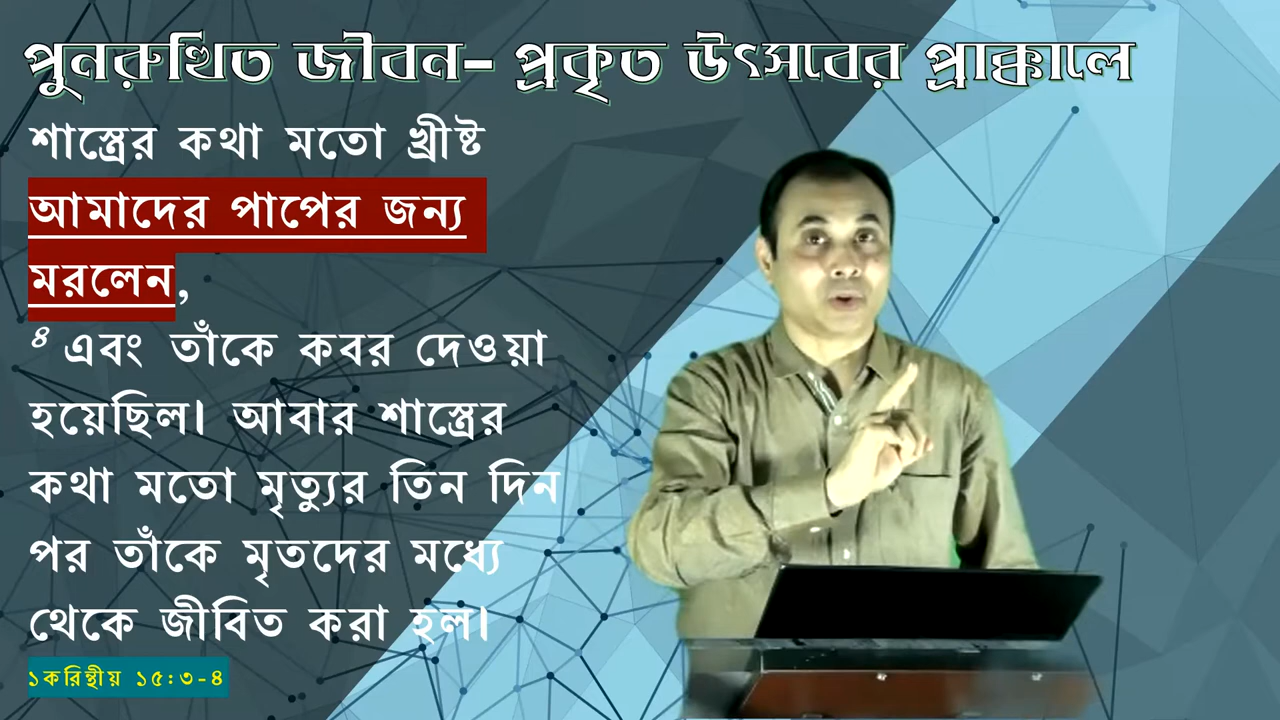 পুনরুত্থিত জীবন– প্রকৃত উৎসবের প্রাক্কালে
শাস্ত্রের কথা মতো খ্রীষ্ট
আমাদের পাপের জন্য
মরলেন,
৪ এবং তাঁকে কবর দেওয়া
হয়েছিল। আবার শাস্ত্রের
কথা মতো মৃত্যুর তিন দিন
পর তাঁকে মৃতদের মধ্যে
থেকে জীবিত করা হল।
১করিন্থীয় ১৫:৩-৪